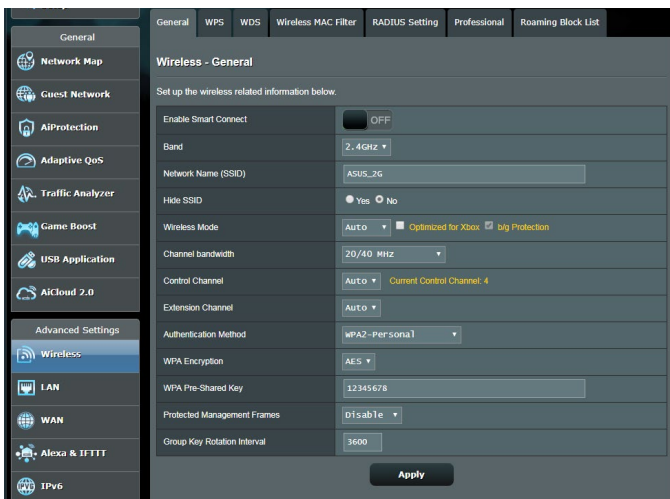 General
Network Map
Guest Network
AiProtection
Adaptive QoS
Traffic Analyzer
Game Boost
USB Application
AiCloud 2.0
Advanced Settings
Wireless
LAN
WAN
Alexa & IFTTT
IPv6
General WPS WDS Wireless MAC Filter RADIUS Setting Professional Roaming Block List
Wireless - General
Set up the wireless related information below.
Enable Smart Connect OFF
Band 2.4GHz
Network Name (SSID) ASUS_2G
Hide SSID Yes No
Wireless Mode Auto Optimized for Xbox b/g Protection
Channel bandwidth 20/40 MHz
Control Channel Auto Current Control Channel: 4
Extension Channel Auto
Authentication Method WPA2-Personal
WPA Encryption AES
WPA Pre-Shared Key 12345678
Protected Management Frames Disable
Group Key Rotation Interval 3600
Apply